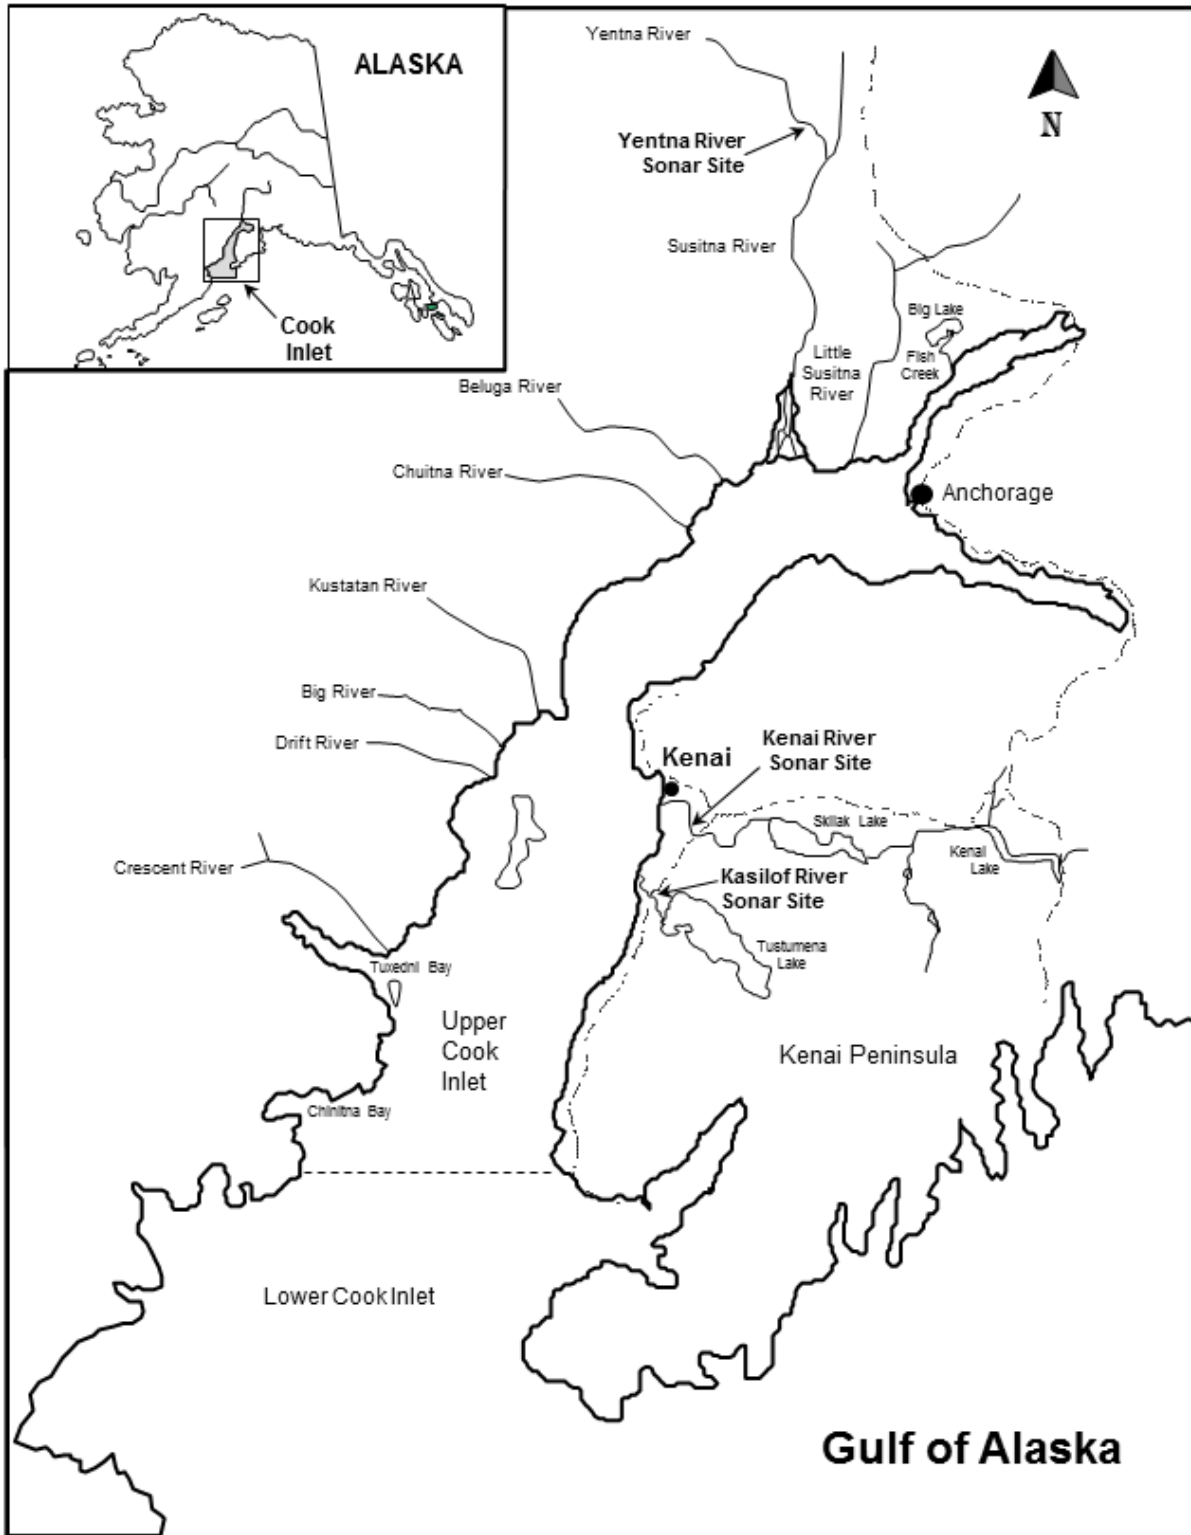 Yentna River
ALASKA
N
Yentna River
Sonar Site
Susitna River
Big Lake
Cook
Inlet
Little
Susitna
River
Fish
Creek
Beluga River
Chuitna River
Anchorage
Kustatan River
Big River
Drift River
Kenai
Kenai River
Sonar Site
Skilak Lake
Kenai
Lake
Crescent River
Kasilof River
Sonar Site
Tustumena
Lake
Tuxedni Bay
Upper
Cook
Inlet
Kenai Peninsula
Chinitna Bay
Lower Cook Inlet
Gulf of Alaska